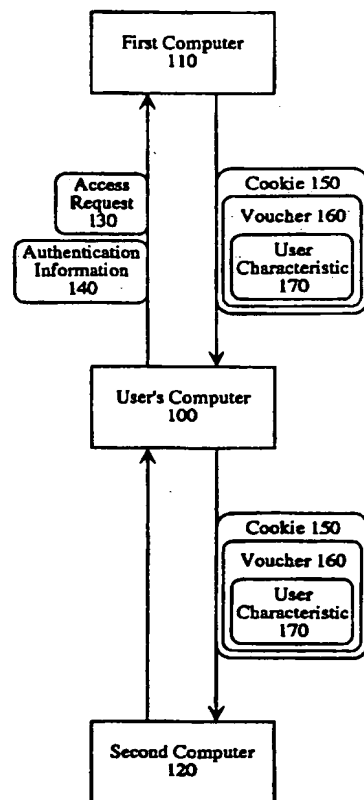 First Computer
110
Access
Request
130
Authentication
Information
140
Cookie 150
Voucher 160
User
Characteristic
170
User's Computer
100
Cookie 150
Voucher 160
User
Characteristic
170
Second Computer
120